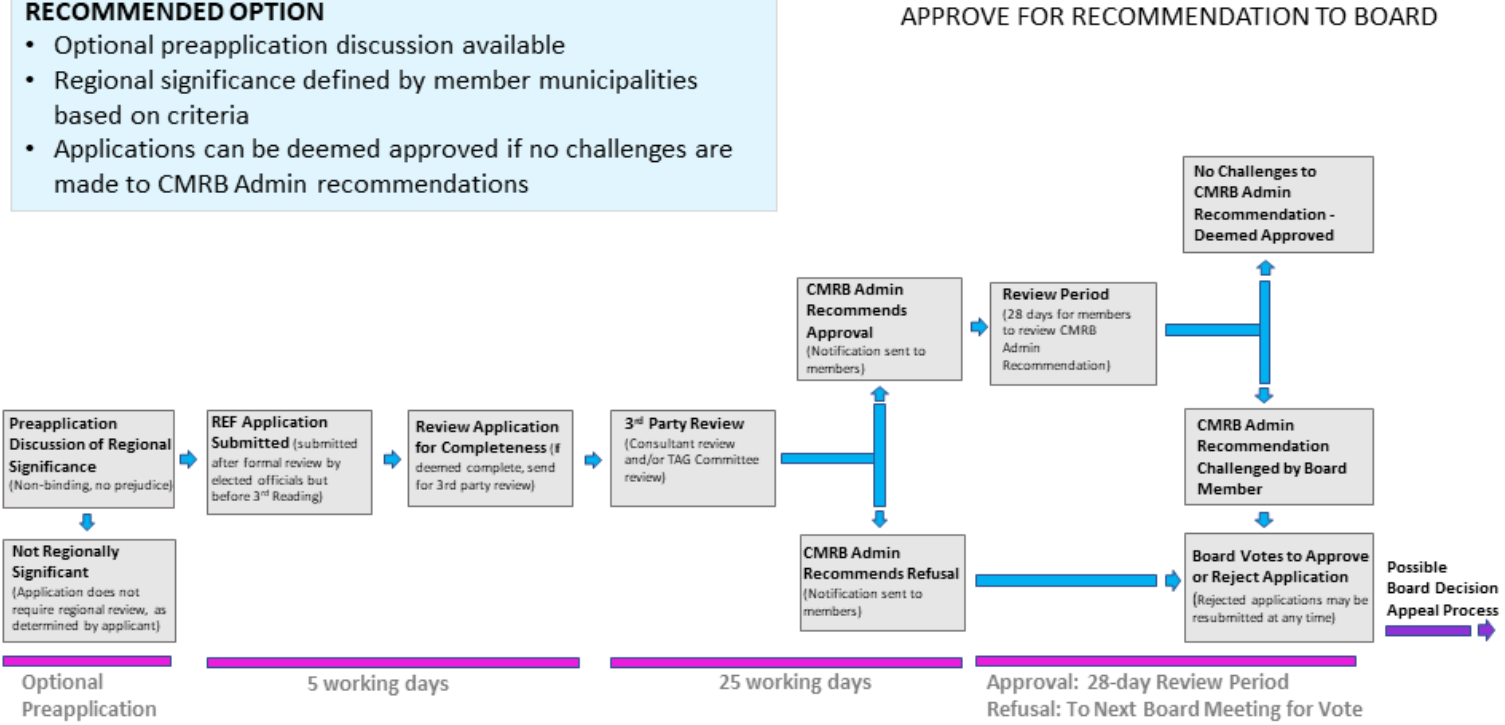 RECOMMENDED OPTION
• Optional preapplication discussion available
• Regional significance defined by member municipalities
based on criteria
• Applications can be deemed approved if no challenges are
made to CMRB Admin recommendations
APPROVE FOR RECOMMENDATION TO BOARD
Preapplication
Discussion of Regional
Significance
(Non-binding, no prejudice)
Not Regionally
Significant
(Application does not
require regional review, as
determined by applicant)
REF Application
Submitted (submitted
after formal review by
elected officials but
before 3rd Reading)
Review Application
for Completeness (if
deemed complete, send
for 3rd party review)
3rd Party Review
(Consultant review
and/or TAG Committee
review)
CMRB Admin
Recommends
Approval
(Notification sent to
members)
CMRB Admin
Recommends Refusal
(Notification sent to
members)
Review Period
(28 days for members
to review CMRB
Admin
Recommendation)
No Challenges to
CMRB Admin
Recommendation -
Deemed Approved
CMRB Admin
Recommendation
Challenged by Board
Member
Board Votes to Approve
or Reject Application
(Rejected applications may be
resubmitted at any time)
Possible
Board Decision
Appeal Process
Optional
Preapplication
5 working days
25 working days
Approval: 28-day Review Period
Refusal: To Next Board Meeting for Vote